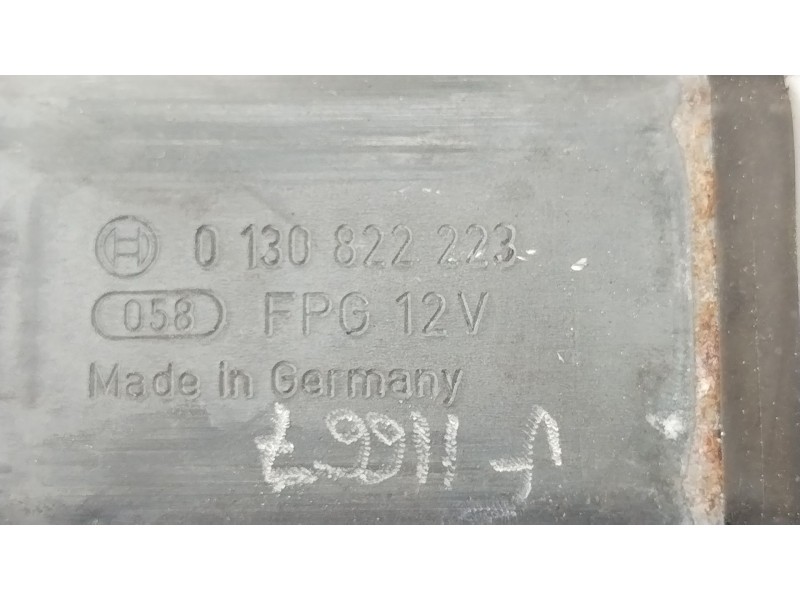 0 130 822 223
058 FPG 12V
Made in Germany